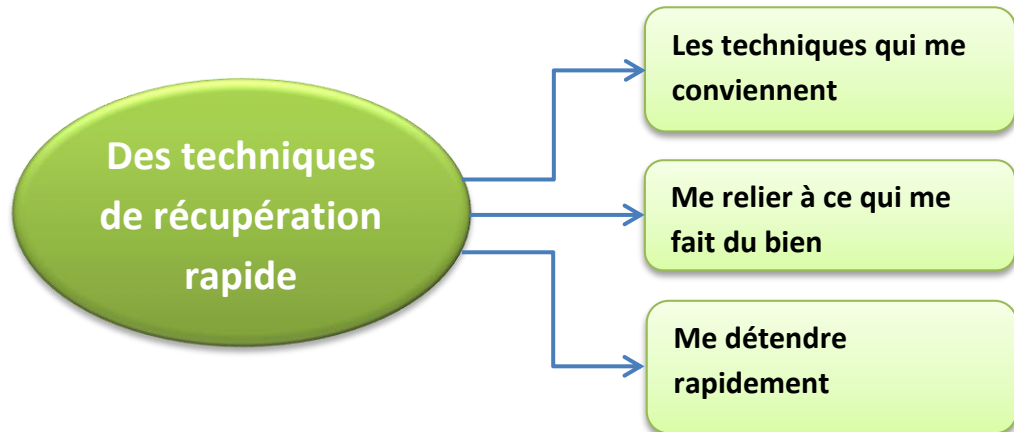 Des techniques
de récupération
rapide
Les techniques qui me
conviennent
Me relier à ce qui me
fait du bien
Me détendre
rapidement